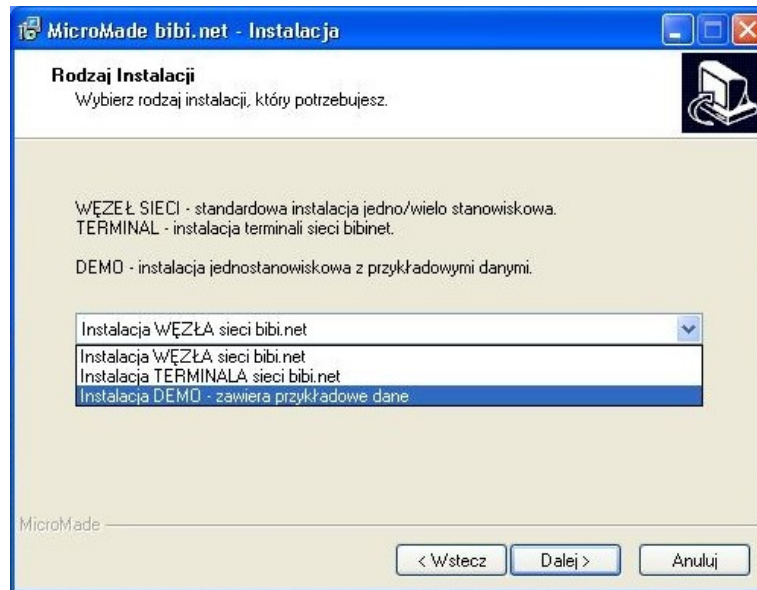 MicroMade bibi.net - Instalacja
Rodzaj Instalacji
Wybierz rodzaj instalacji, który potrzebujesz.
WĘZEŁ SIECI - standardowa instalacja jedno/wielo stanowiskowa.
TERMINAL - instalacja terminali sieci bibinet.
DEMO - instalacja jednostanowiskowa z przykładowymi danymi.
Instalacja WĘZŁA sieci bibi.net
Instalacja WĘZŁA sieci bibi.net
Instalacja TERMINALA sieci bibi.net
Instalacja DEMO - zawiera przykładowe dane
MicroMade
< Wstecz
Dalej >
Anuluj